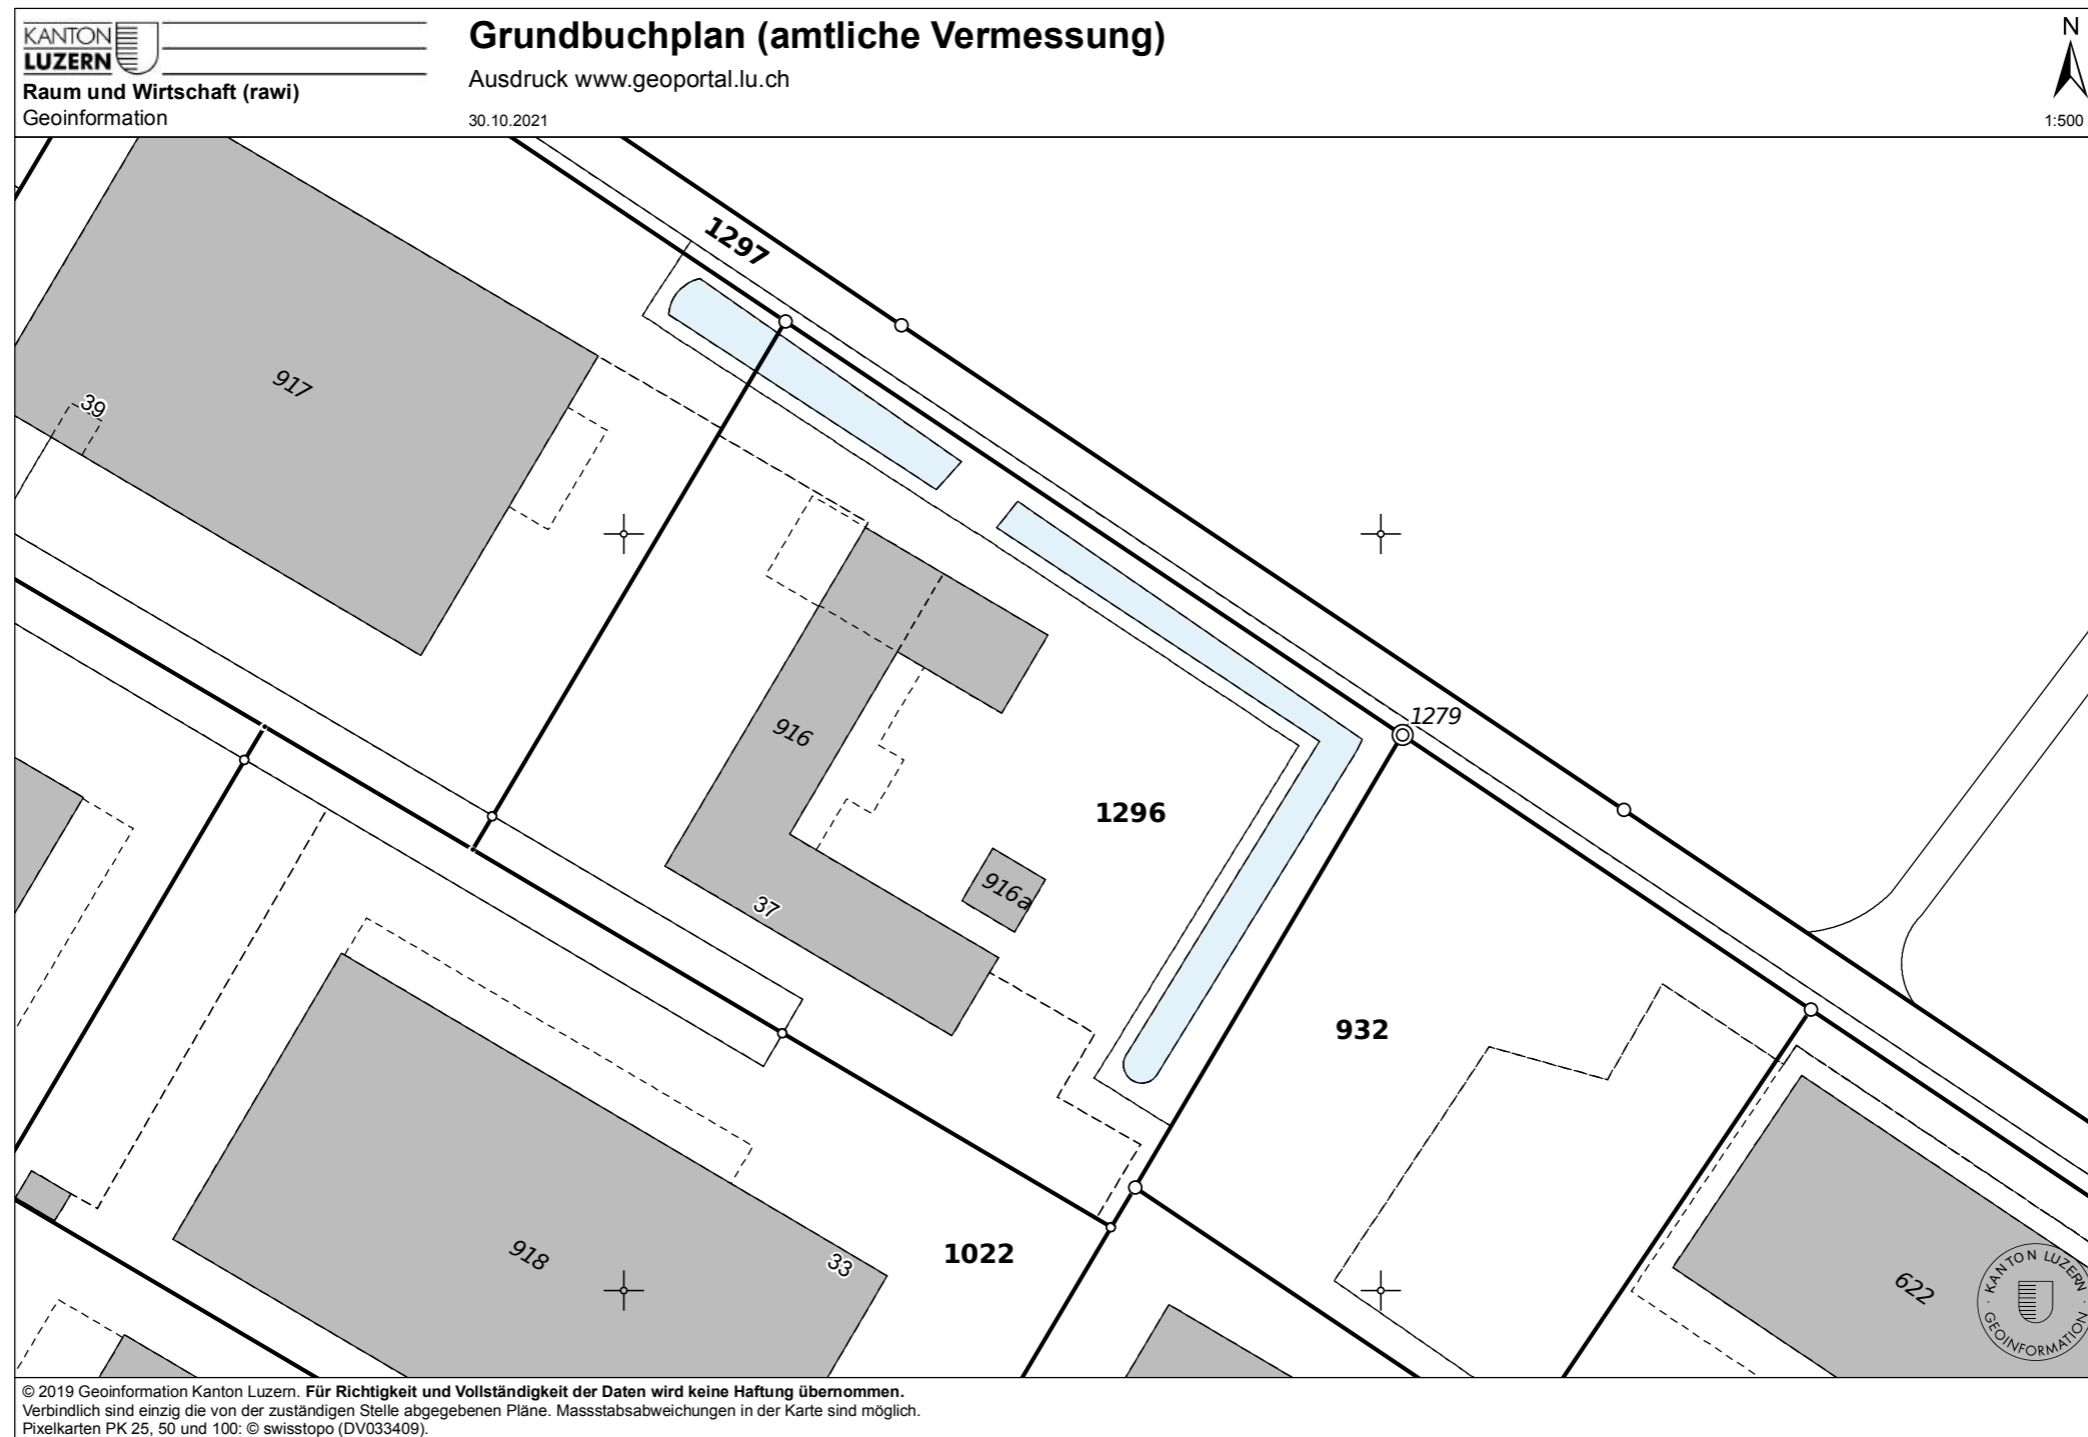 KANTON
LUZERN
Raum und Wirtschaft (rawi)
Geoinformation
Grundbuchplan (amtliche Vermessung)
Ausdruck www.geoportal.lu.ch
30.10.2021
N
1:500
1297
917
39
1279
916
1296
916a
37
932
918
33
1022
622
KANTON LUZERN
GEOINFORMATION
© 2019 Geoinformation Kanton Luzern. Für Richtigkeit und Vollständigkeit der Daten wird keine Haftung übernommen.
Verbindlich sind einzig die von der zuständigen Stelle abgegebenen Pläne. Massstabsabweichungen in der Karte sind möglich.
Pixelkarten PK 25, 50 und 100: © swisstopo (DV033409).